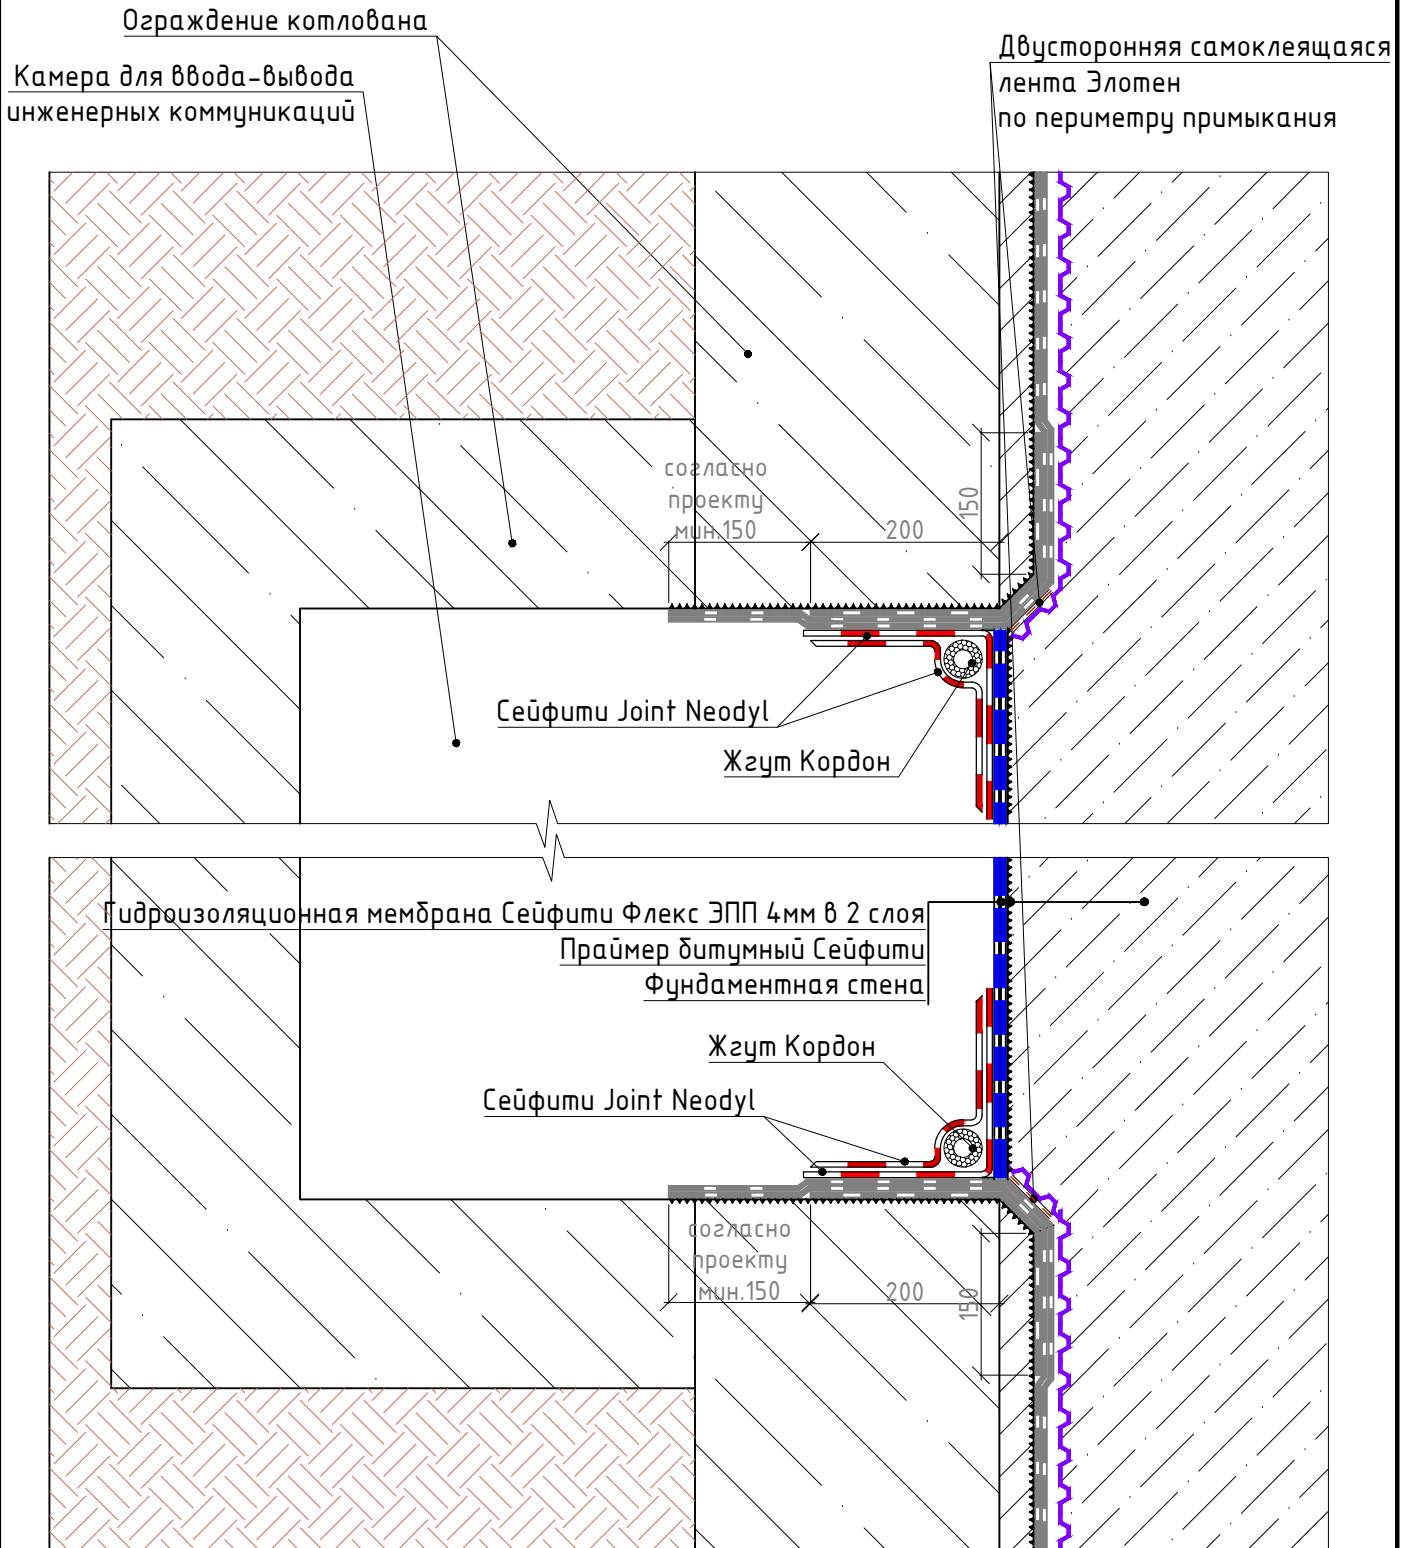 Ограждение котлована
Камера для ввода-вывода
инженерных коммуникаций
Двусторонняя самоклеящаяся
лента Элотен
по периметру примыкания
согласно
проекту
мин.150
200
150
Сейфити Joint Neodyl
Жгут Кордон
Гидроизоляционная мембрана Сейфити Флекс ЭПП 4мм в 2 слоя
Праймер битумный Сейфити
Фундаментная стена
Жгут Кордон
Сейфити Joint Neodyl
согласно
проекту
мин.150
200
150